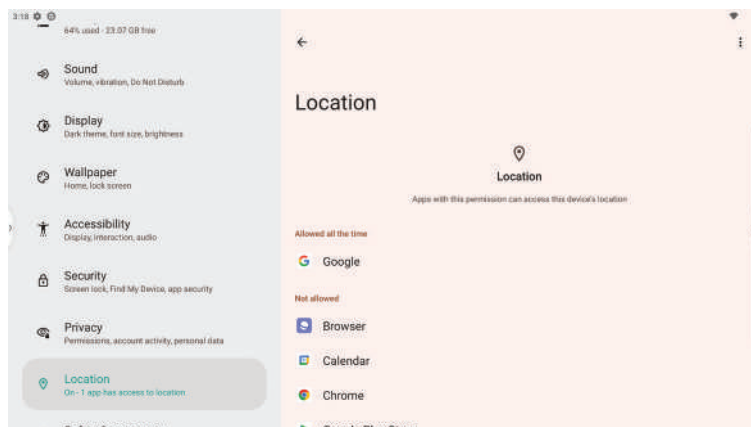 3:18
64% used - 23.07 GB free
Sound
Volume, vibration, Do Not Disturb
Display
Dark theme, font size, brightness
Wallpaper
Home, lock screen
Accessibility
Display, interaction, audio
Security
Screen lock, Find My Device, app security
Privacy
Permissions, account activity, personal data
Location
On - 1 app has access to location
Location
Location
Apps with this permission can access this device's location
Allowed all the time
Google
Not allowed
Browser
Calendar
Chrome